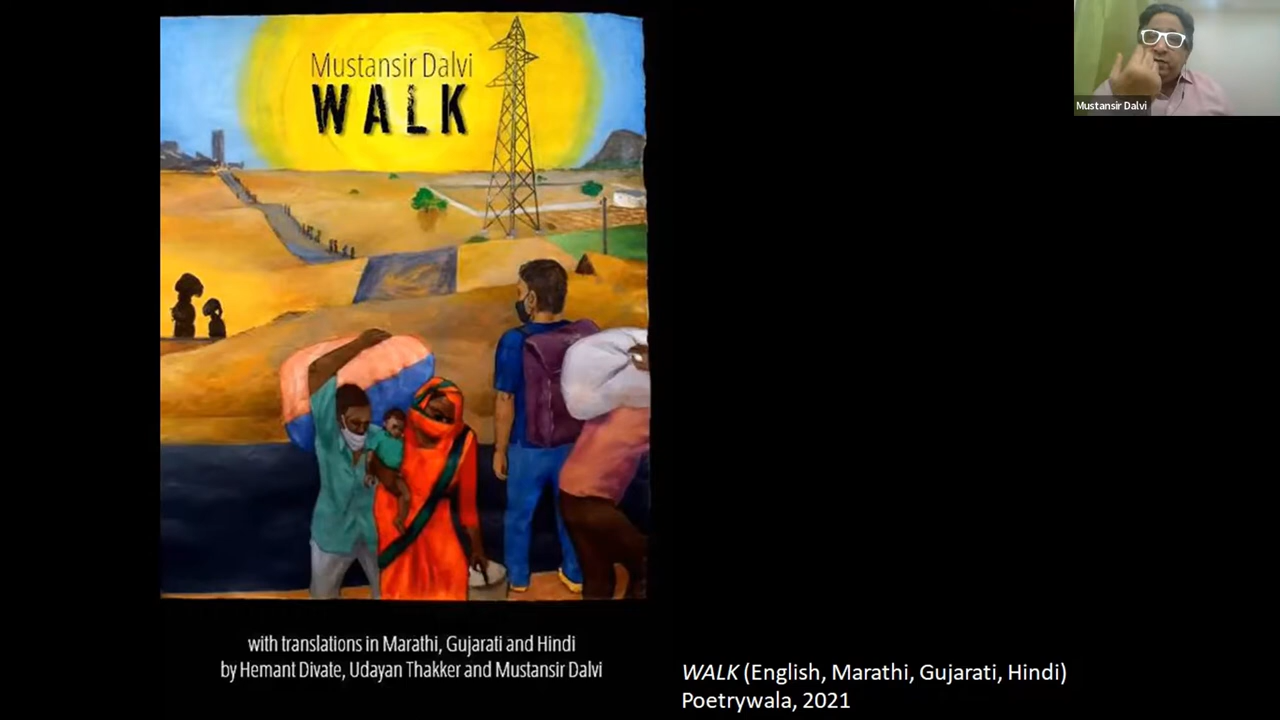 Mustansir Dalvi
WALK
Mustansir Dalvi
with translations in Marathi, Gujarati and Hindi
by Hemant Divate, Udayan Thakker and Mustansir Dalvi
WALK (English, Marathi, Gujarati, Hindi)
Poetrywala, 2021